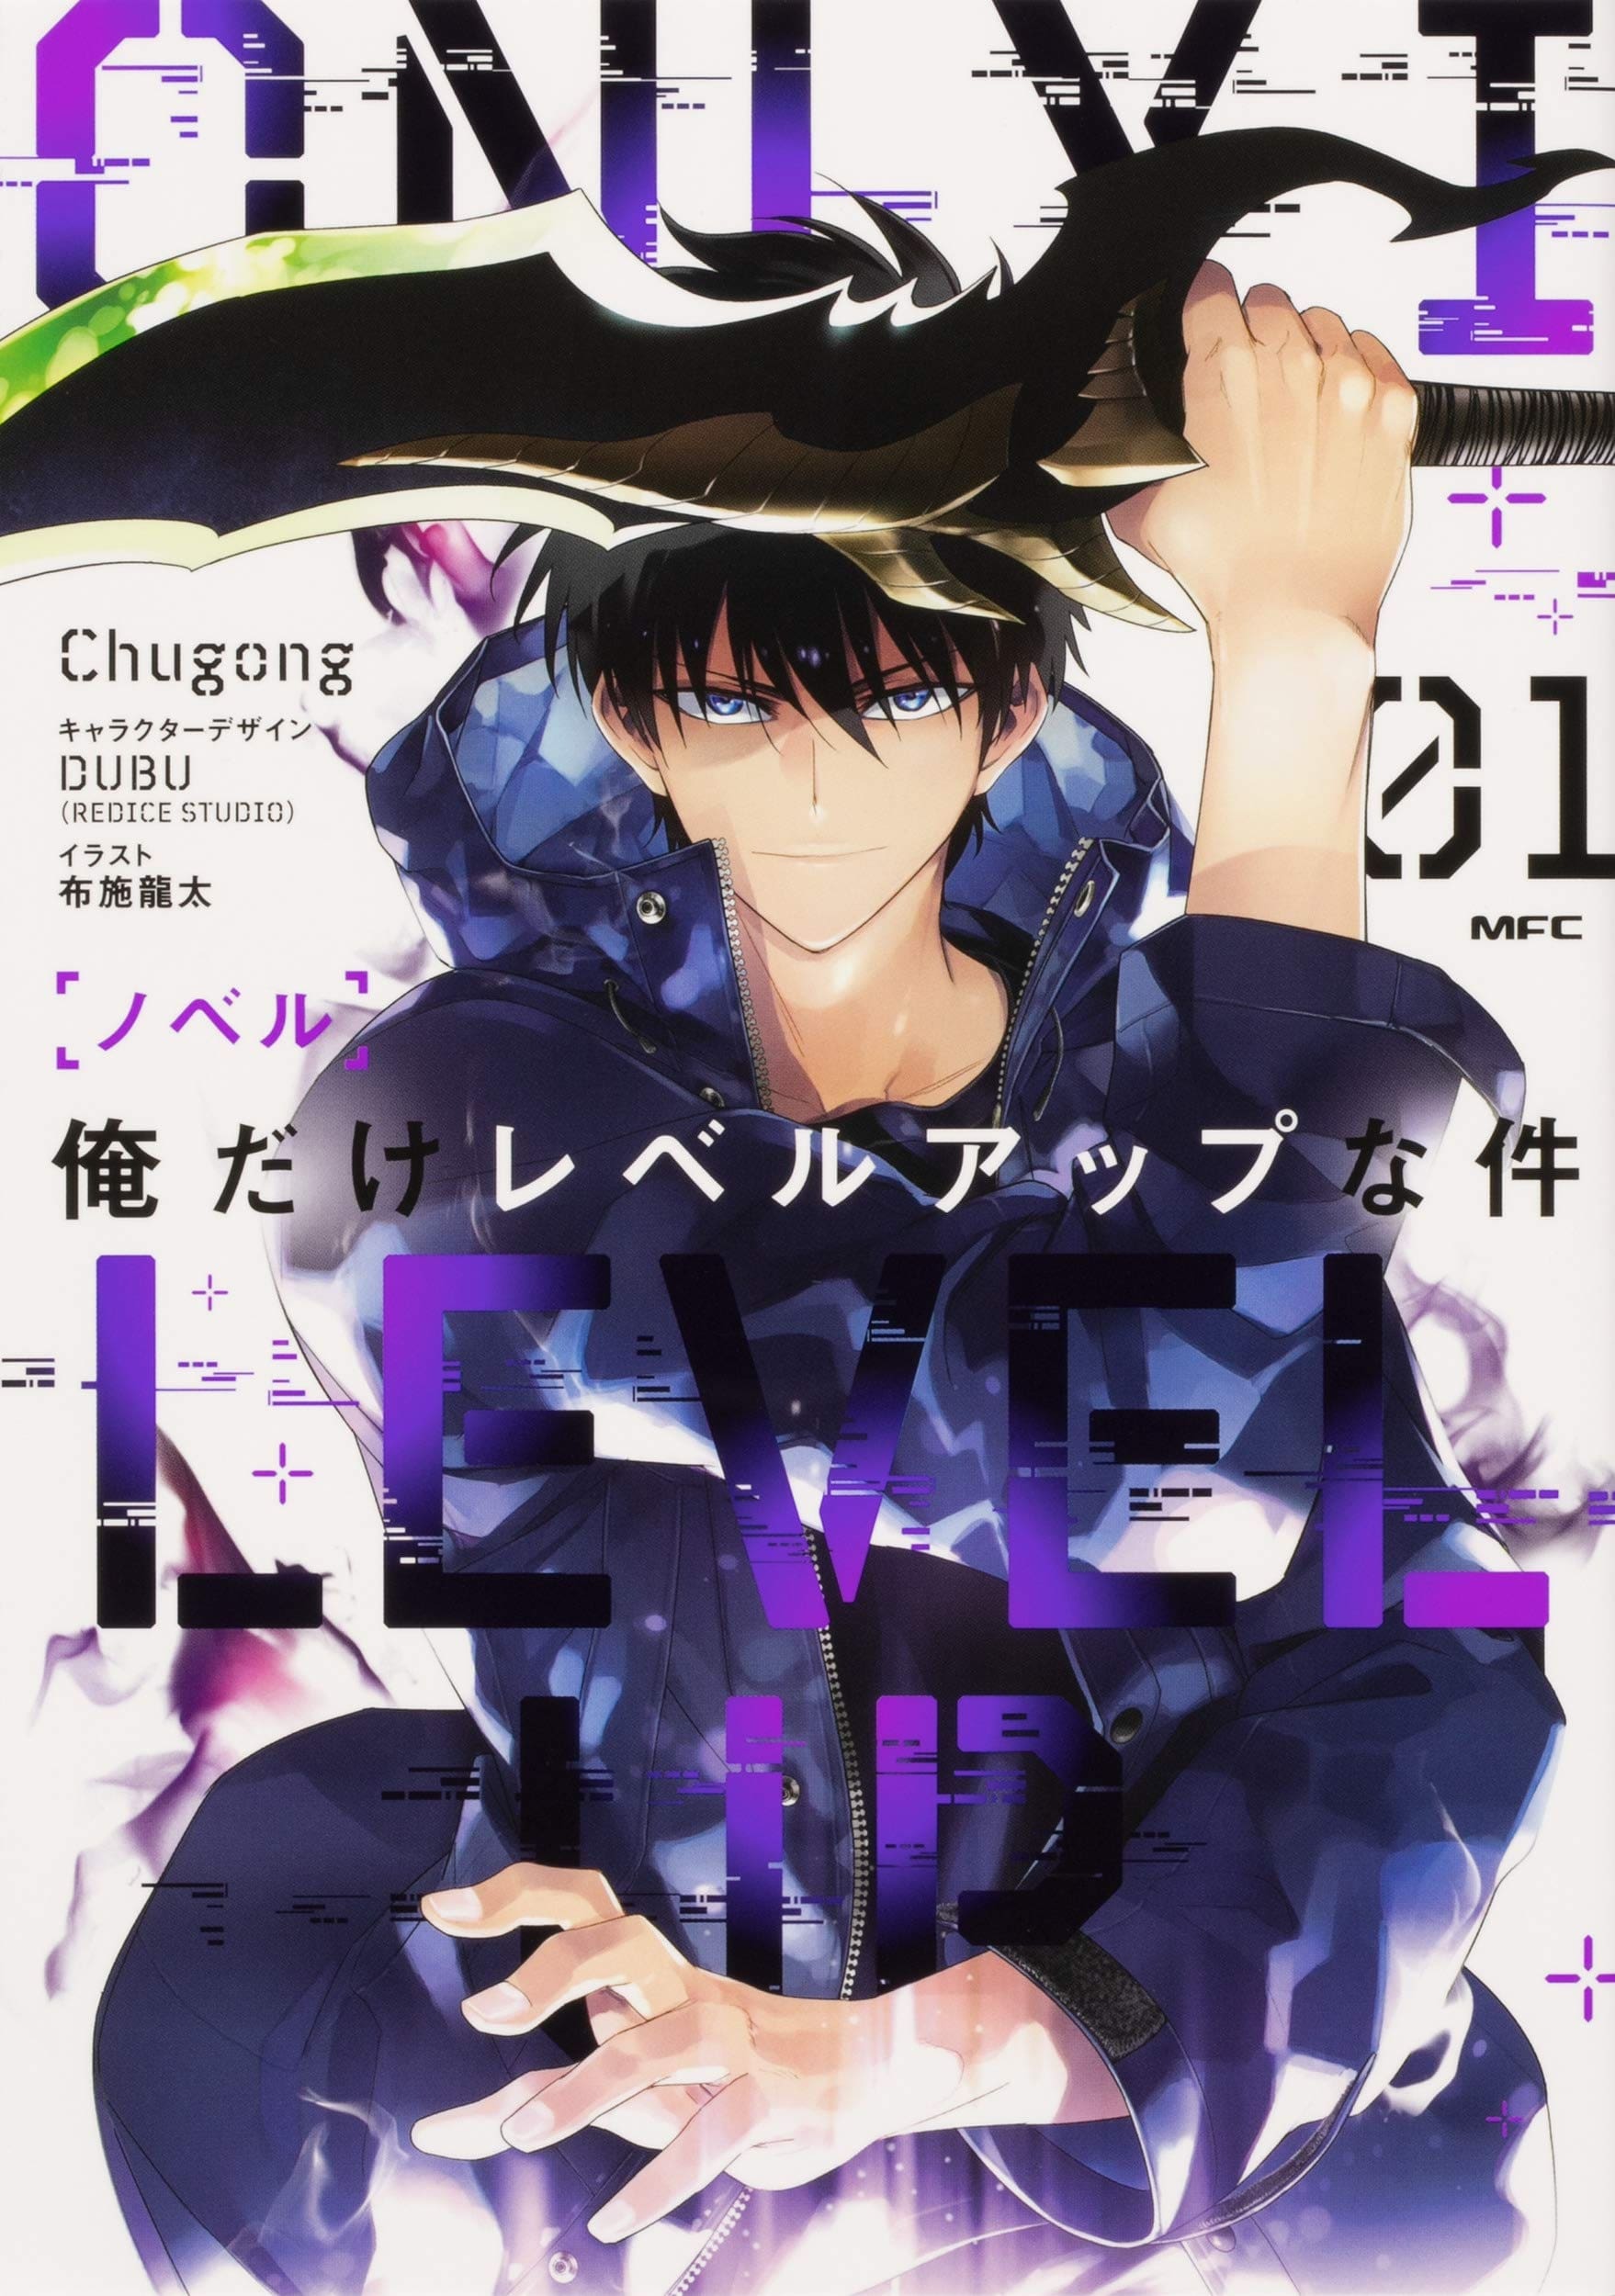 ONLY I
Chugong
キャラクターデザイン
DUBU
(REDICE STUDIO)
イラスト
布施龍太
01
MFC
[ノベル]
俺だけレベルアップな件
LEVEL
UP